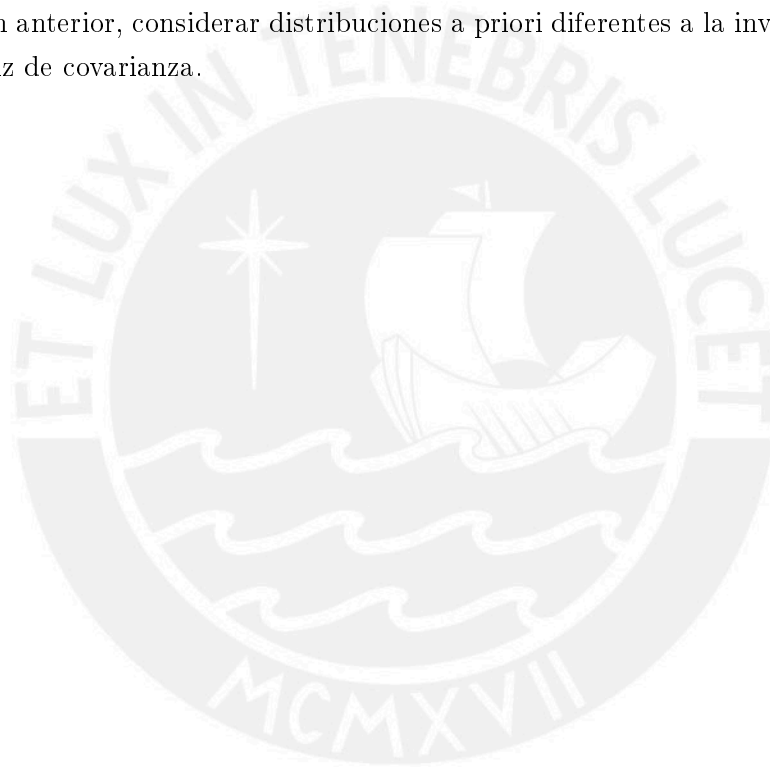 anterior, considerar distribuciones a priori diferentes a la inv
z de covarianza.
ET LUX IN TENEBRIS LUCET
MCMXVII